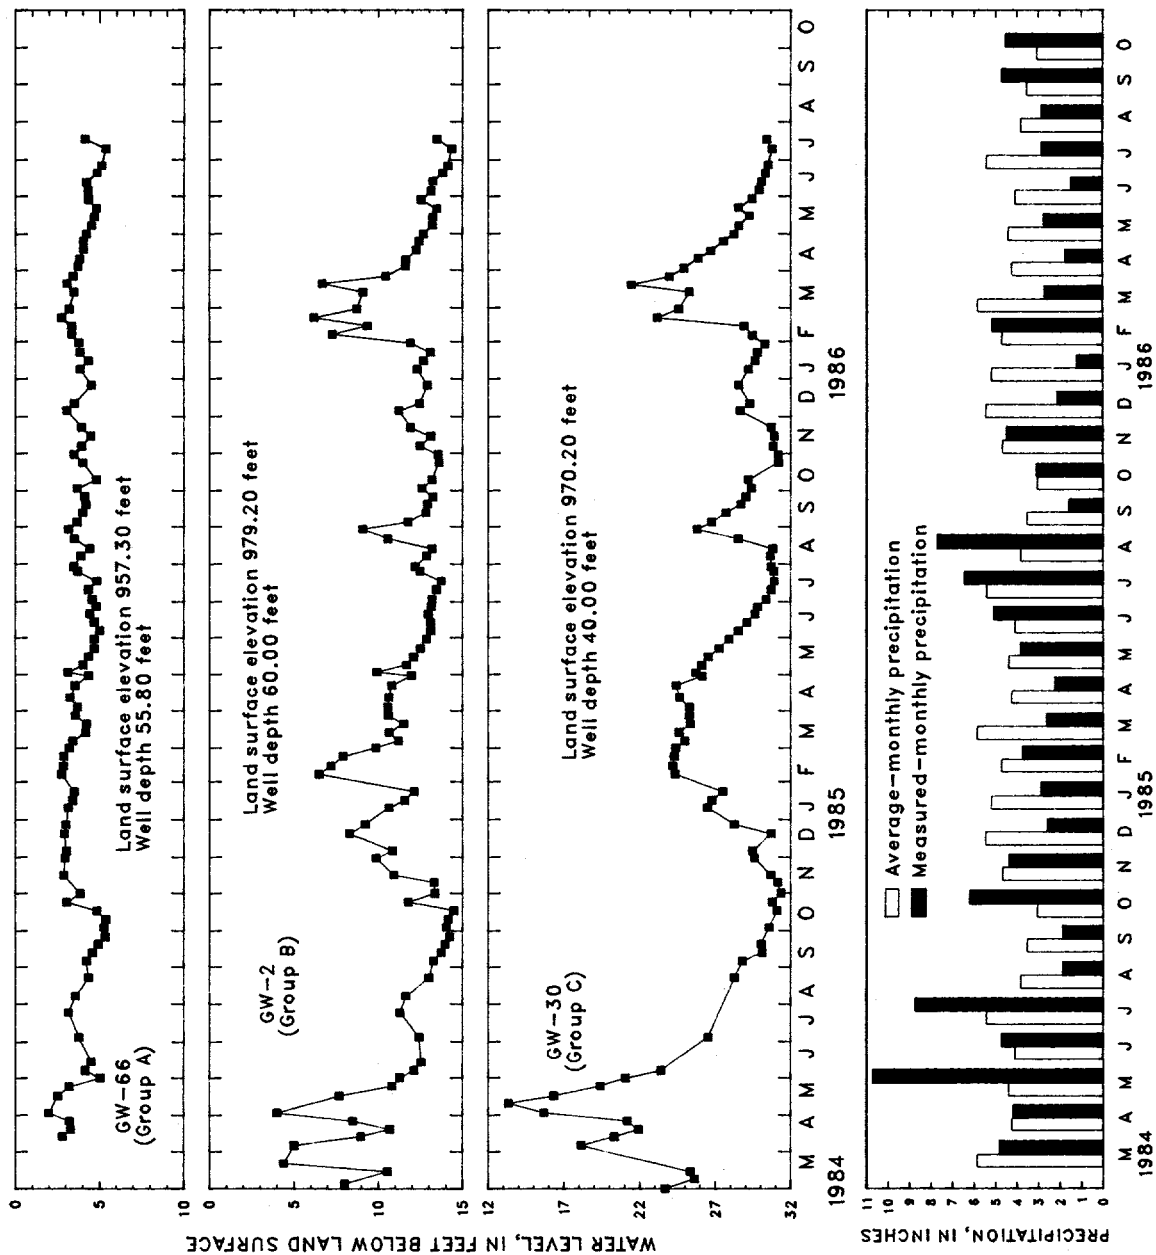 WATER LEVEL, IN FEET BELOW LAND SURFACE
0
5
10
GW-66
(Group A)
Land surface elevation 957.30 feet
Well depth 55.80 feet
0
5
10
15
GW-2
(Group B)
Land surface elevation 979.20 feet
Well depth 60.00 feet
12
17
22
27
32
GW-30
(Group C)
Land surface elevation 970.20 feet
Well depth 40.00 feet
M A M J J A S O N D J F M A M J J A S O N D J F M A M J J A S O
1984 1985 1986
PRECIPITATION, IN INCHES
11
10
9
8
7
6
5
4
3
2
1
0
Average-monthly precipitation
Measured-monthly precipitation
M A M J J A S O N D J F M A M J J A S O N D J F M A M J J A S O
1984 1985 1986